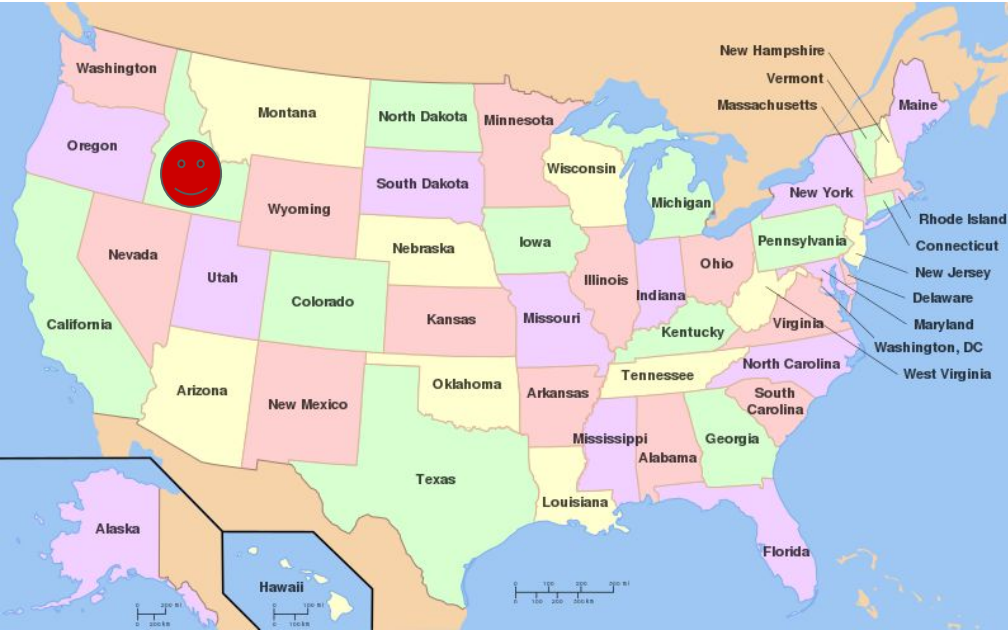 New Hampshire
Vermont
Massachusetts
Washington
Montana
North Dakota
Minnesota
Maine
Oregon
Wisconsin
South Dakota
New York
Michigan
Wyoming
Rhode Island
Pennsylvania
Iowa
Connecticut
Nebraska
Nevada
Ohio
New Jersey
Utah
Illinois
Indiana
Delaware
Colorado
Missouri
Kansas
California
Virginia
Maryland
Kentucky
Washington, DC
North Carolina
West Virginia
Tennessee
Oklahoma
Arizona
Arkansas
South
Carolina
New Mexico
Mississippi
Georgia
Alabama
Texas
Louisiana
Alaska
Florida
Hawaii